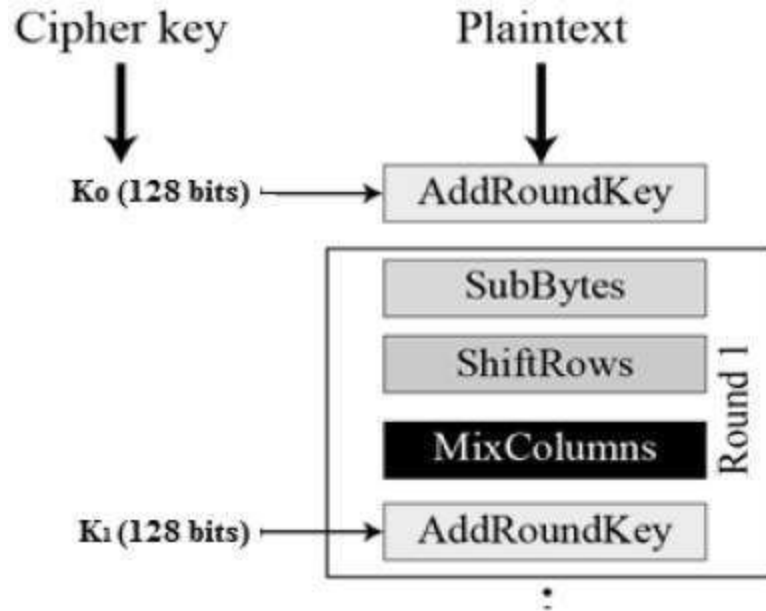 Cipher key
Plaintext
K₀ (128 bits)
AddRoundKey
SubBytes
ShiftRows
MixColumns
Round 1
K₁ (128 bits)
AddRoundKey